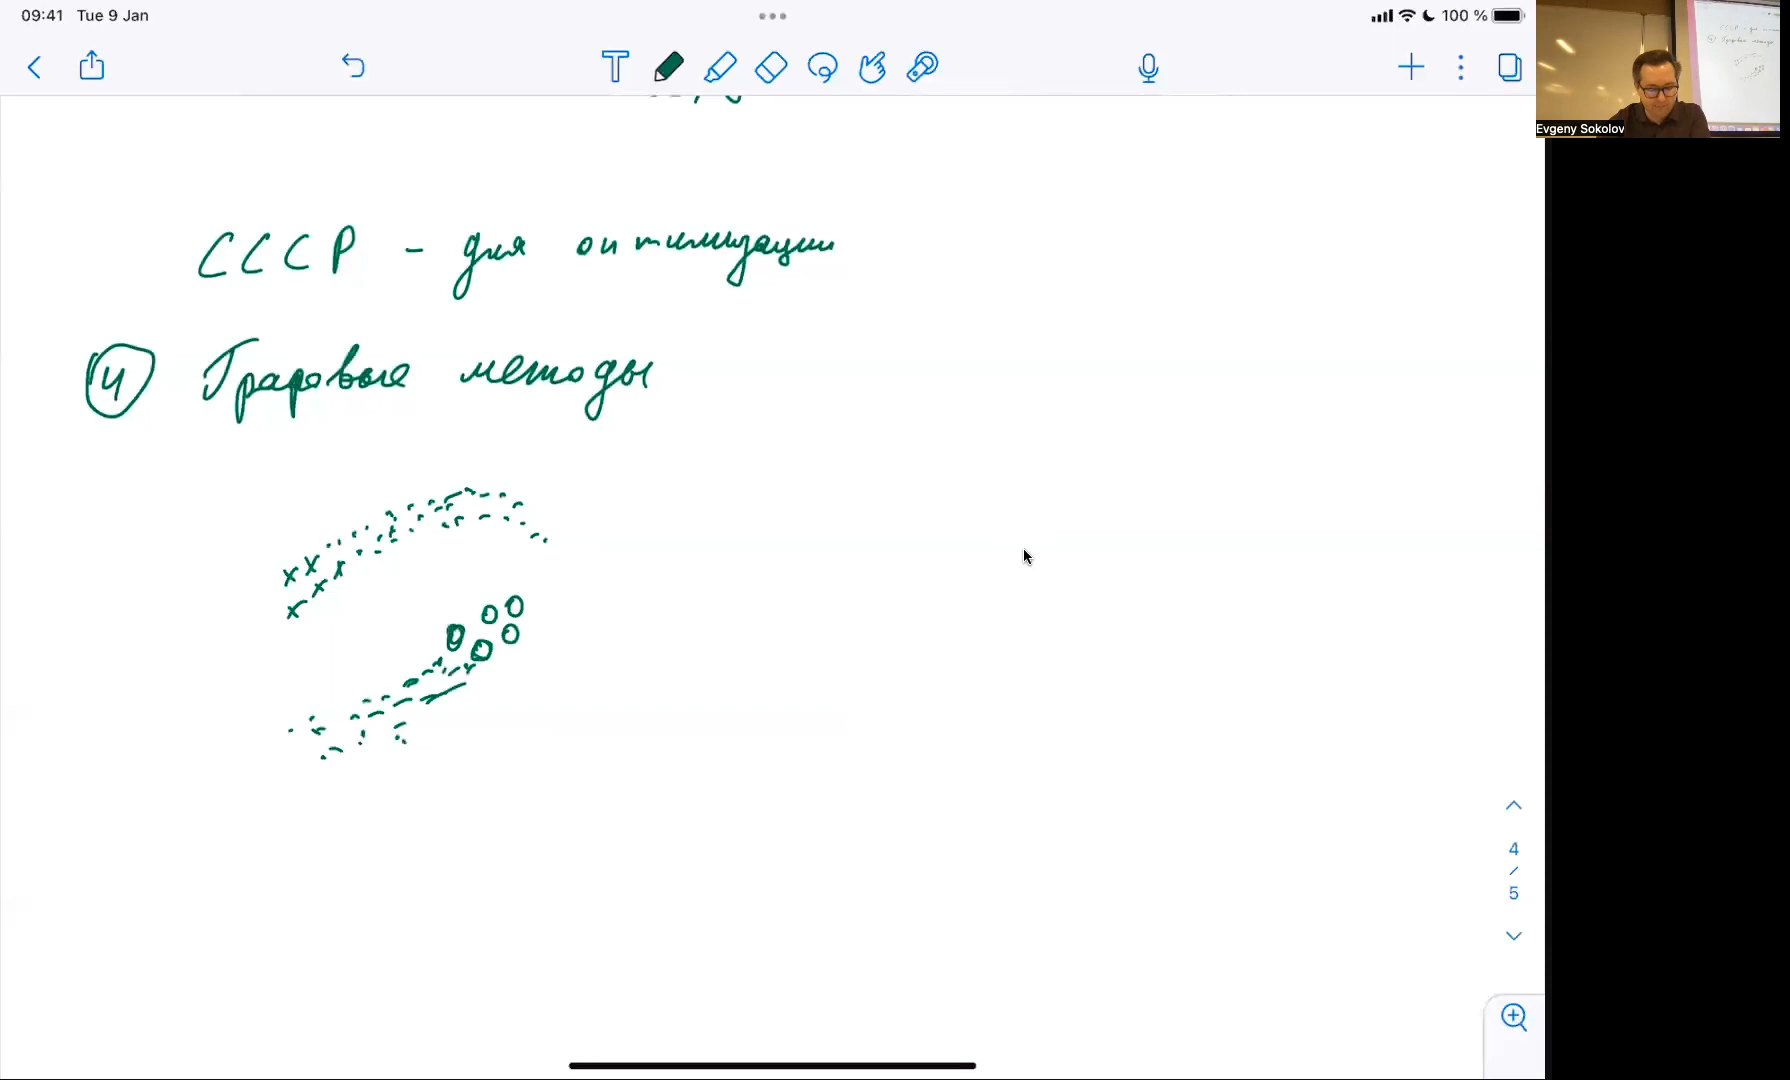 09:41 Tue 9 Jan
100 %
Evgeny Sokolov
СССР - для оптимизации
4 Графовые методы
4
/
5